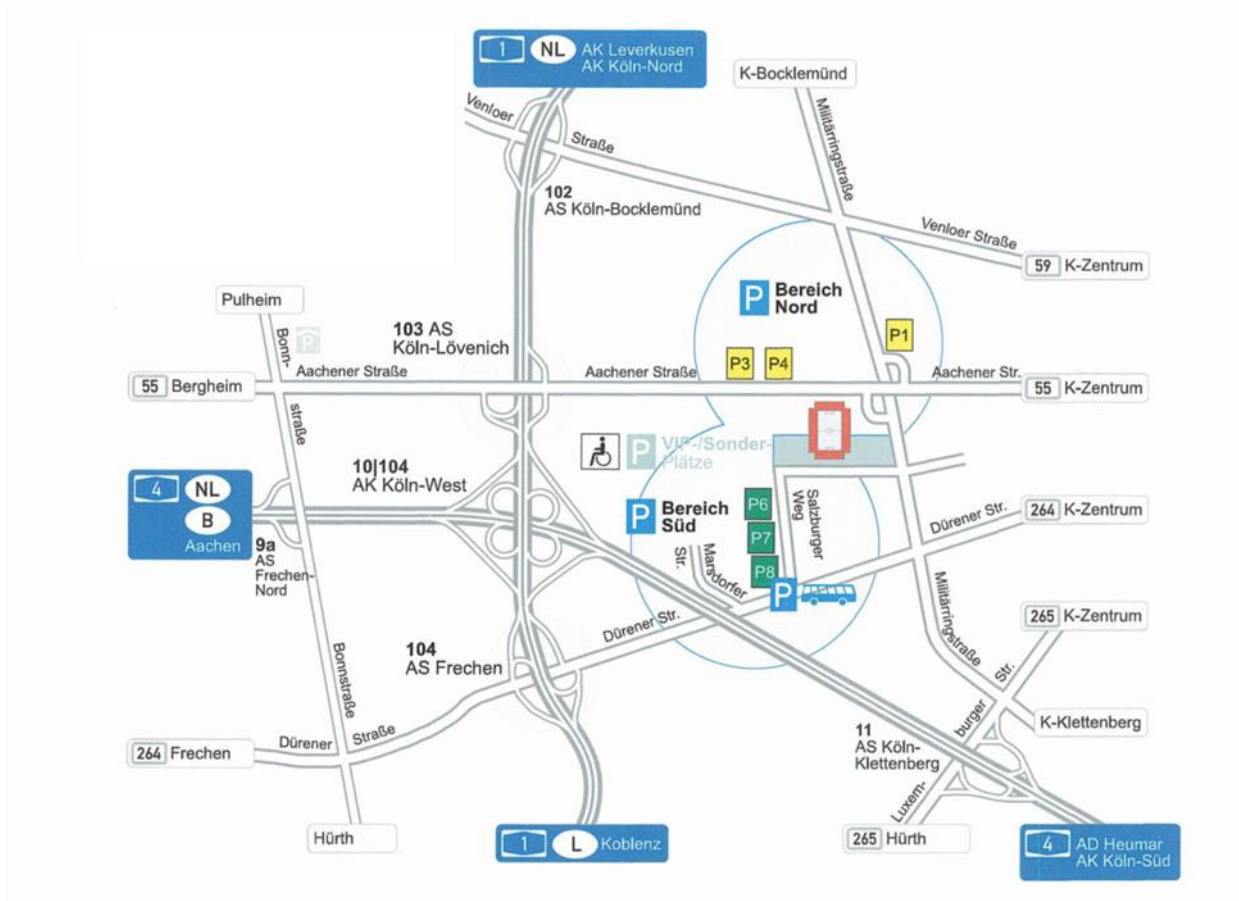 1 NL AK Leverkusen
AK Köln-Nord
K-Bocklemünd
Venloer
Straße
Militärringstraße
102
AS Köln-Bocklemünd
Venloer Straße
59 K-Zentrum
Pulheim
P Bereich
Nord
Bonn-
P
103 AS
Köln-Lövenich
P1
P3
P4
Aachener Straße
Aachener Straße
Aachener Str.
55 Bergheim
55 K-Zentrum
straße
P VIP-/Sonder-
Plätze
10|104
AK Köln-West
4 NL
B
Aachen
P Bereich
Süd
P6
P7
P8
Salzburger
Weg
Dürener Str.
264 K-Zentrum
9a
AS
Frechen-
Nord
Marsdorfer
Str.
P
Militärringstraße
265 K-Zentrum
Dürener Str.
104
AS Frechen
Bonnstraße
Luxem-
burger
Str.
K-Klettenberg
11
AS Köln-
Klettenberg
264 Frechen
Dürener
Straße
Hürth
1 L Koblenz
265 Hürth
4 AD Heumar
AK Köln-Süd